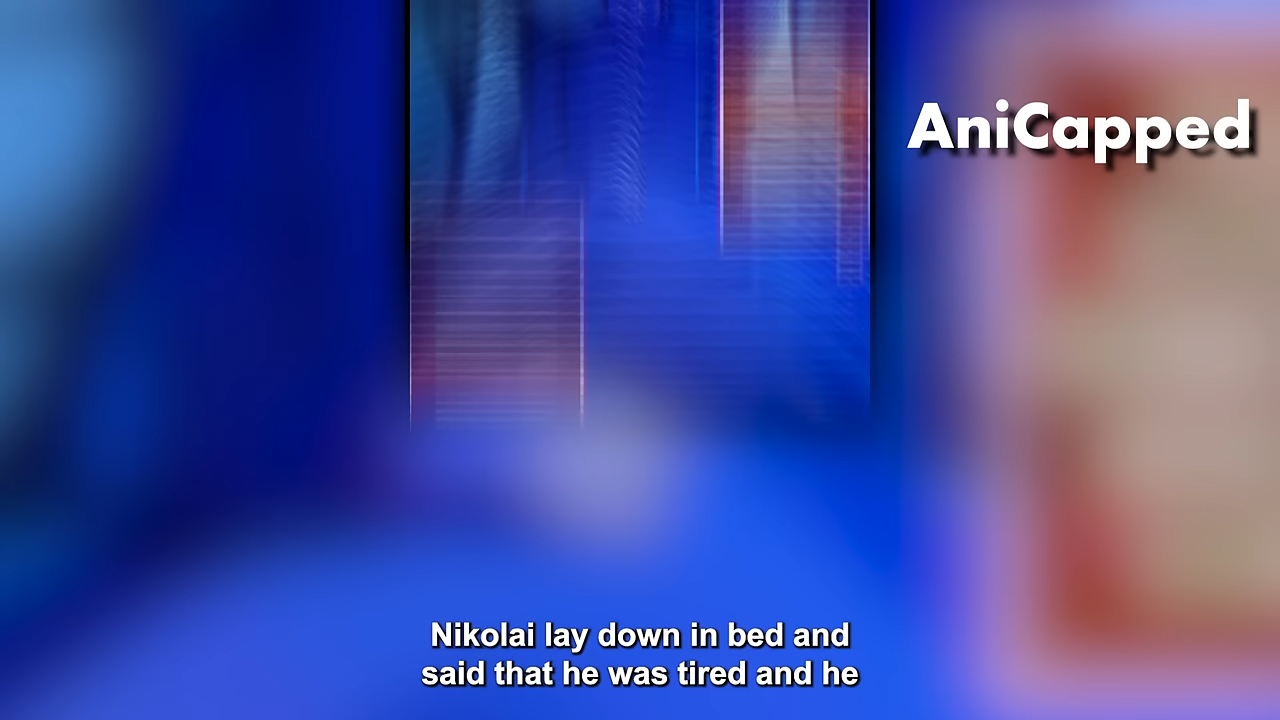 AniCapped
Nikolai lay down in bed and
said that he was tired and he